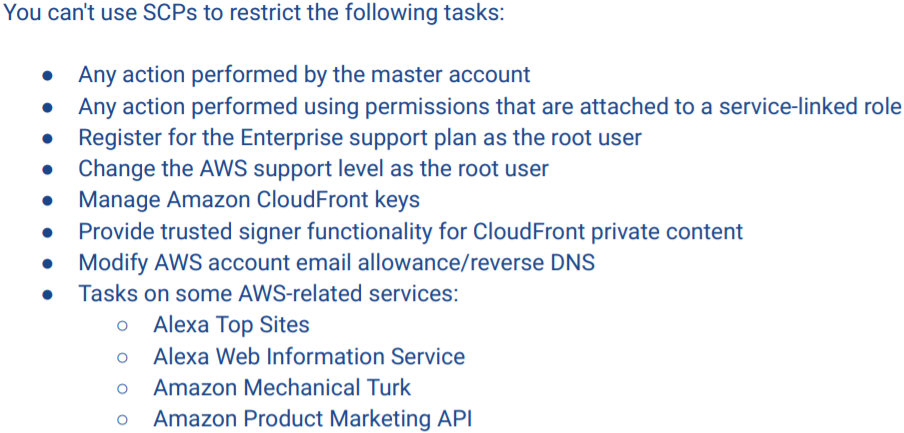 You can't use SCPs to restrict the following tasks:
● Any action performed by the master account
● Any action performed using permissions that are attached to a service-linked role
● Register for the Enterprise support plan as the root user
● Change the AWS support level as the root user
● Manage Amazon CloudFront keys
● Provide trusted signer functionality for CloudFront private content
● Modify AWS account email allowance/reverse DNS
● Tasks on some AWS-related services:
○ Alexa Top Sites
○ Alexa Web Information Service
○ Amazon Mechanical Turk
○ Amazon Product Marketing API